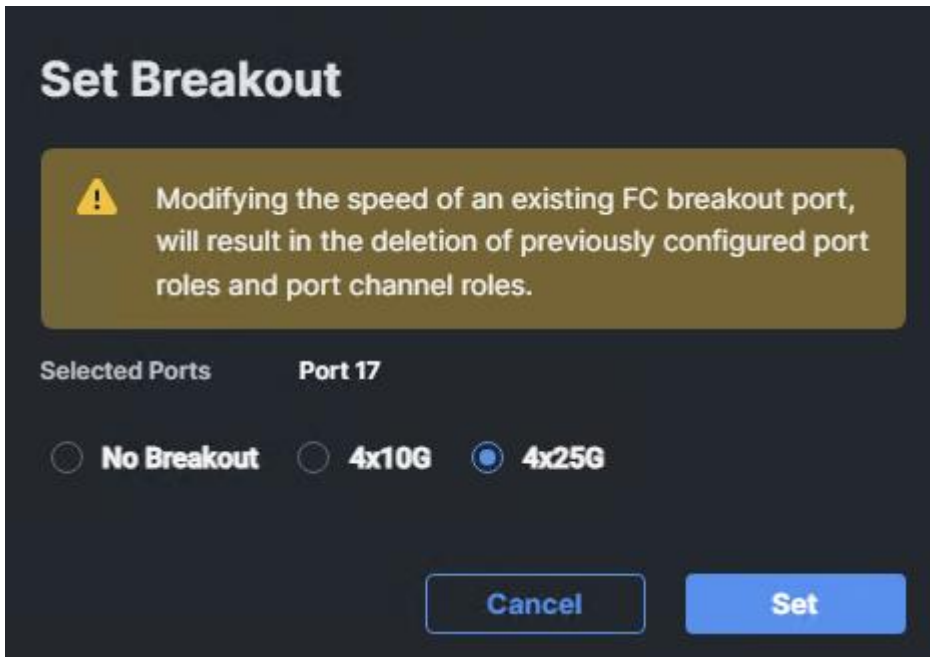 Set Breakout
Modifying the speed of an existing FC breakout port,
will result in the deletion of previously configured port
roles and port channel roles.
Selected Ports Port 17
No Breakout 4x10G 4x25G
Cancel Set